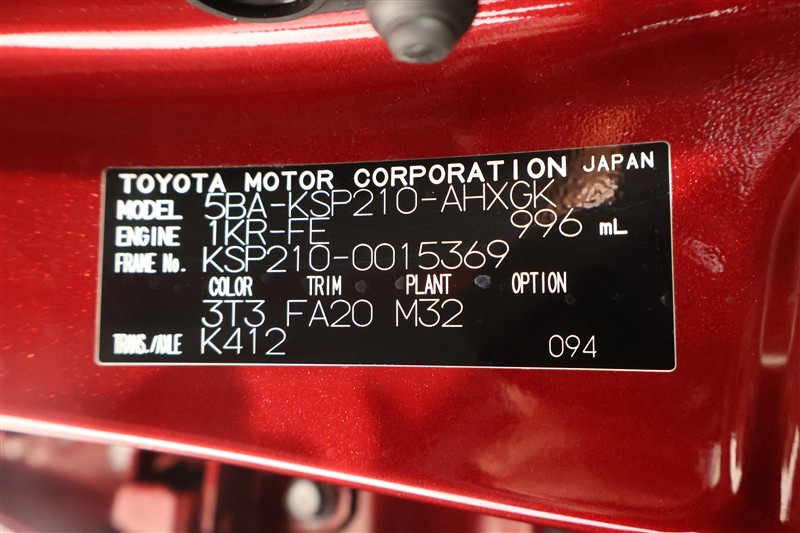 TOYOTA MOTOR CORPORATION JAPAN
MODEL 5BA-KSP210-AHXGK
ENGINE 1KR-FE 996 mL
FRAME No. KSP210-0015369
COLOR TRIM PLANT OPTION
3T3 FA20 M32
TRANS./AXLE K412 094